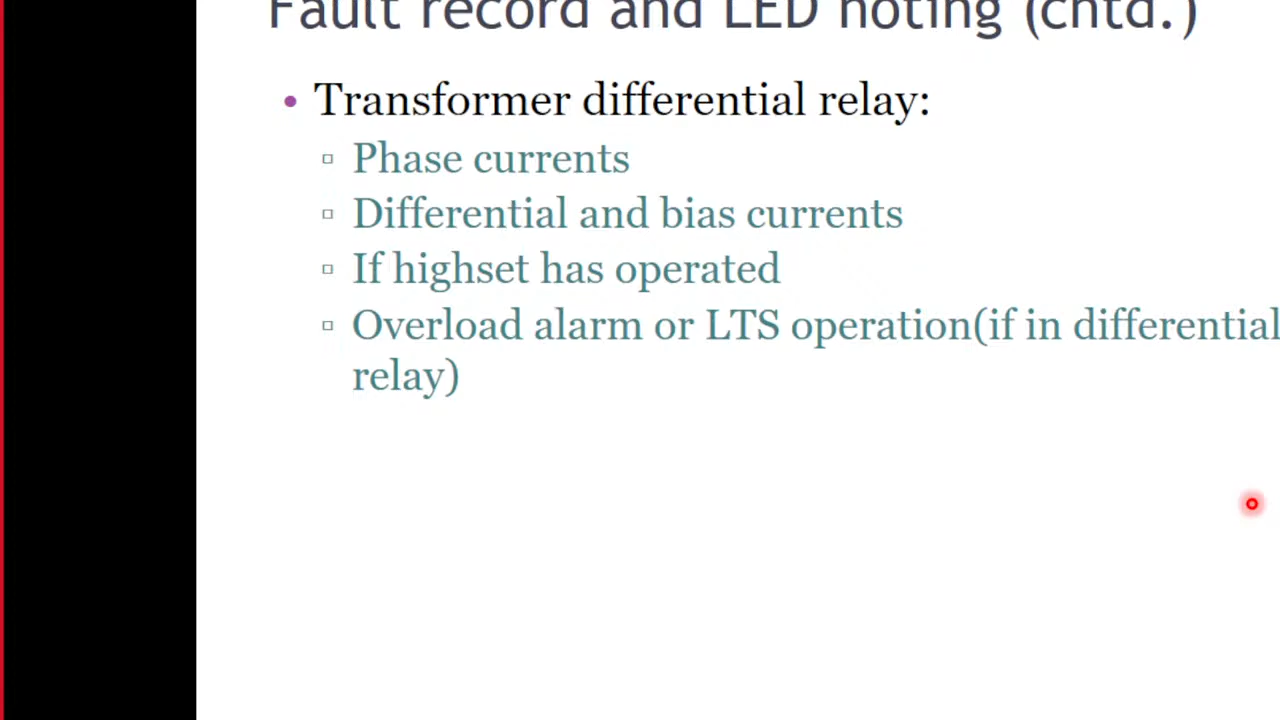 Fault record and LED noting (cntd.)
• Transformer differential relay:
▫ Phase currents
▫ Differential and bias currents
▫ If highset has operated
▫ Overload alarm or LTS operation(if in differential
relay)